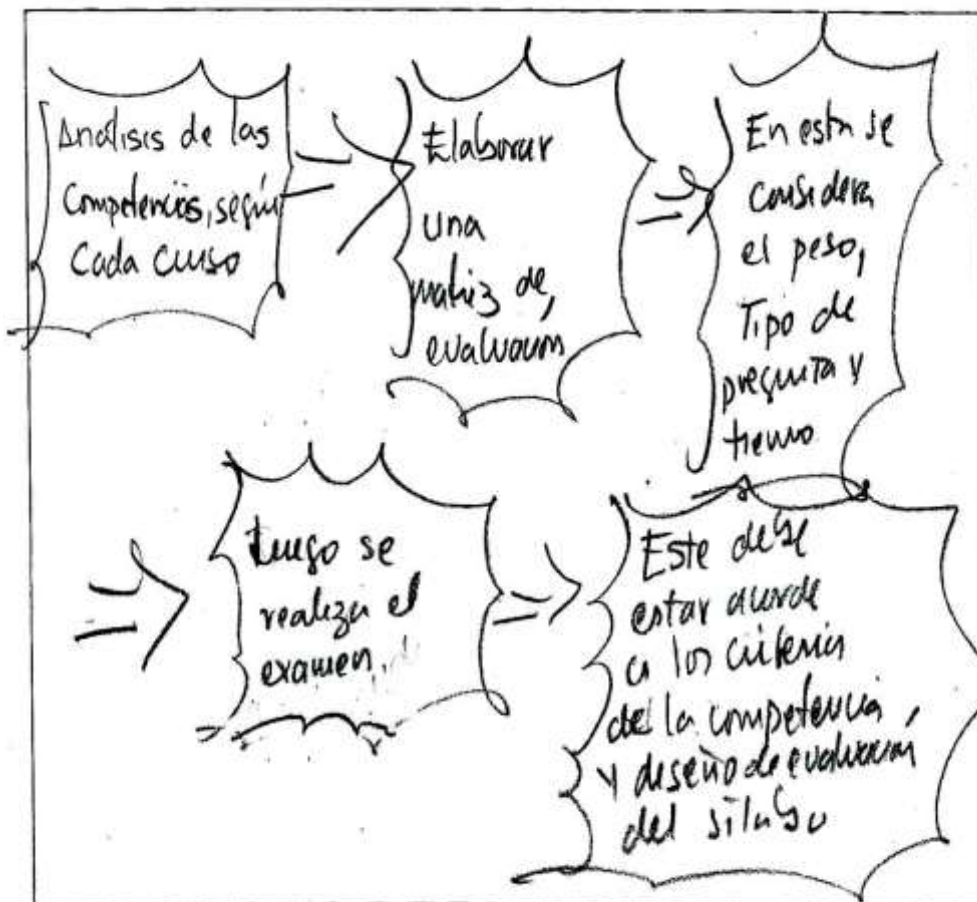 Análisis de las
Competencias, según
Cada curso
Elaborar
una
matriz de,
evaluación
En esta se
considera
el peso,
Tipo de
pregunta y
tiempo
Luego se
realiza el
examen.
Este debe
estar acorde
a los criterios
de la competencia,
y diseño de evaluación
del silabo